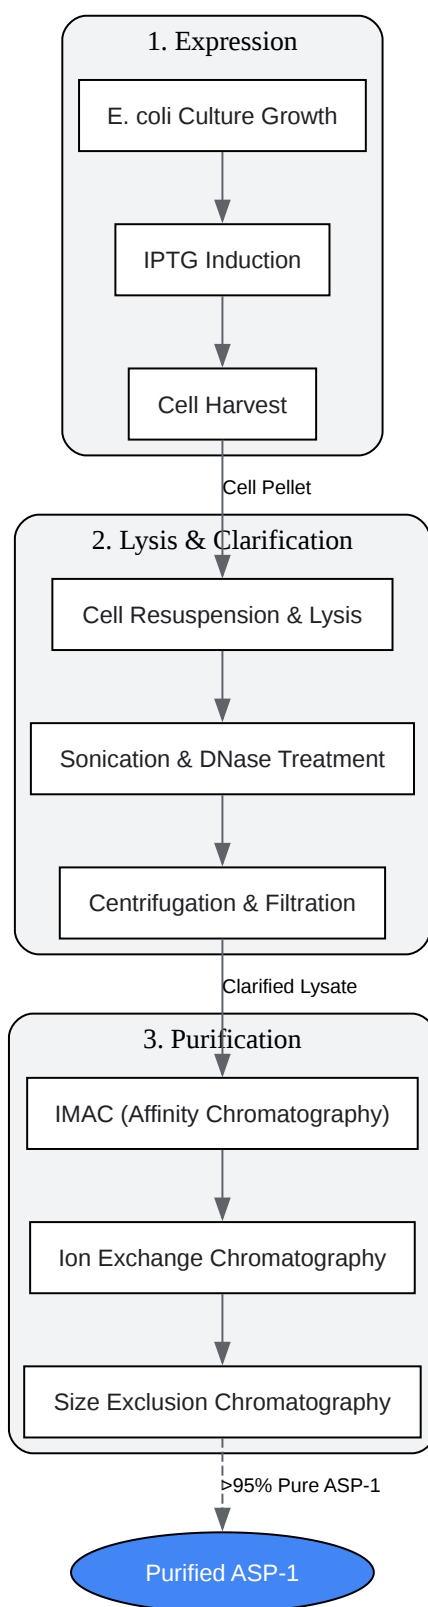 1. Expression
E. coli Culture Growth
IPTG Induction
Cell Harvest
Cell Pellet
2. Lysis & Clarification
Cell Resuspension & Lysis
Sonication & DNase Treatment
Centrifugation & Filtration
Clarified Lysate
3. Purification
IMAC (Affinity Chromatography)
Ion Exchange Chromatography
Size Exclusion Chromatography
>95% Pure ASP-1
Purified ASP-1